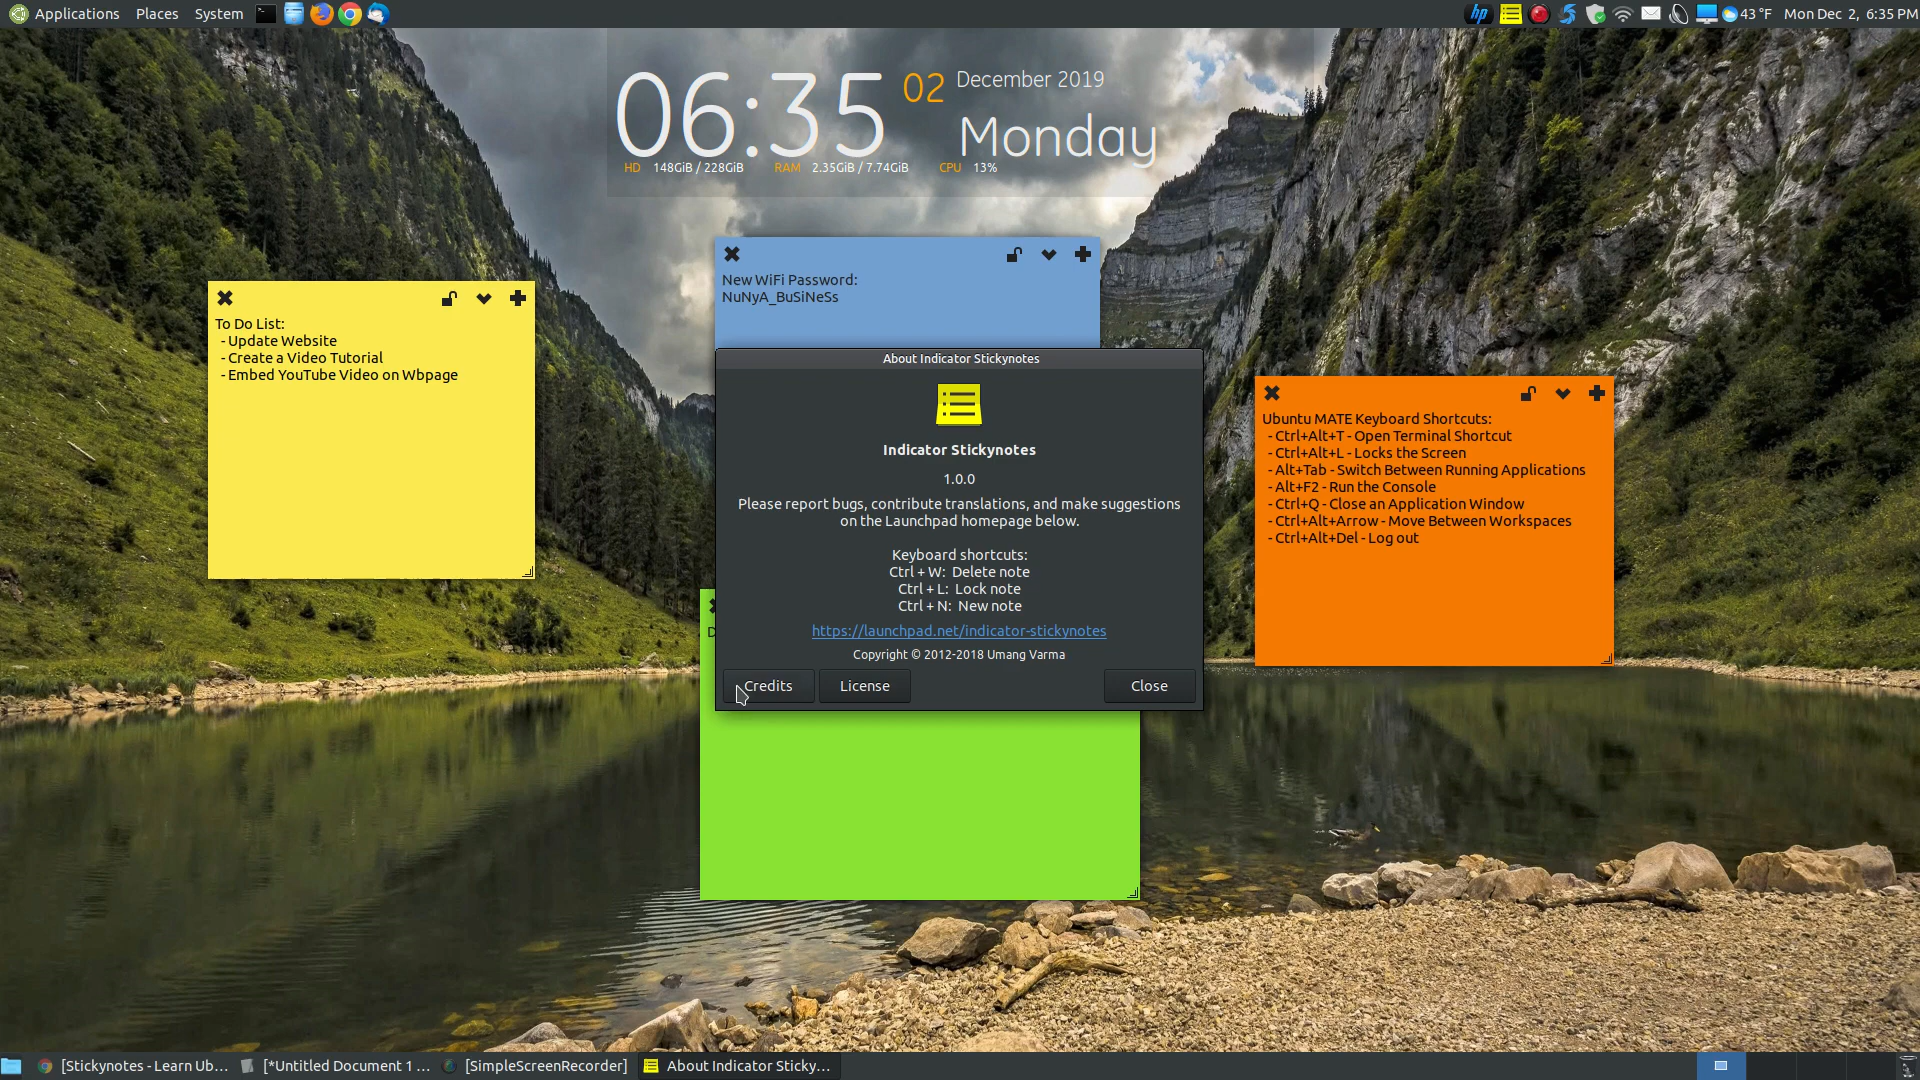 Applications Places System
hp
43 °F Mon Dec 2, 6:35 PM
06:35 02 December 2019
Monday
HD 148GiB / 228GiB RAM 2.35GiB / 7.74GiB CPU 13%
New WiFi Password:
NuNyA_BuSiNeSs
To Do List:
- Update Website
- Create a Video Tutorial
- Embed YouTube Video on Wbpage
About Indicator Stickynotes
Indicator Stickynotes
1.0.0
Please report bugs, contribute translations, and make suggestions
on the Launchpad homepage below.
Keyboard shortcuts:
Ctrl + W: Delete note
Ctrl + L: Lock note
Ctrl + N: New note
https://launchpad.net/indicator-stickynotes
Copyright © 2012-2018 Umang Varma
Credits License Close
Ubuntu MATE Keyboard Shortcuts:
- Ctrl+Alt+T - Open Terminal Shortcut
- Ctrl+Alt+L - Locks the Screen
- Alt+Tab - Switch Between Running Applications
- Alt+F2 - Run the Console
- Ctrl+Q - Close an Application Window
- Ctrl+Alt+Arrow - Move Between Workspaces
- Ctrl+Alt+Del - Log out
[Stickynotes - Learn Ub... [*Untitled Document 1 ... [SimpleScreenRecorder] About Indicator Sticky...